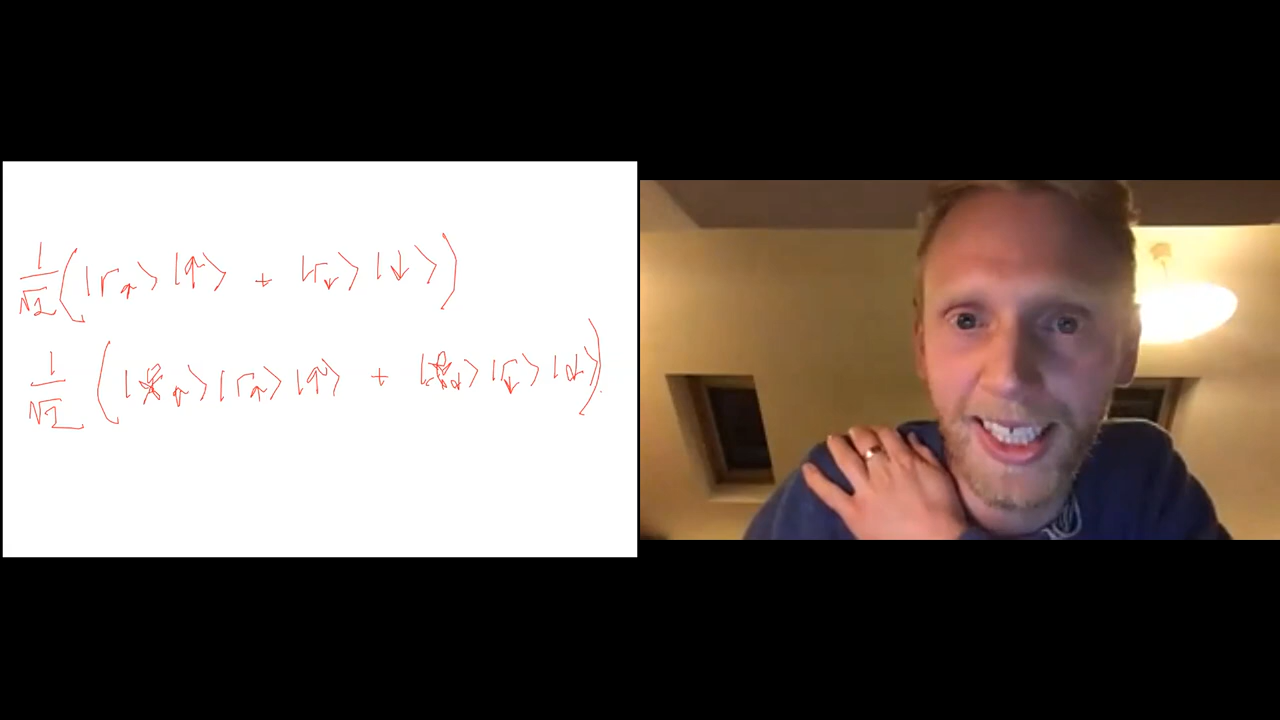 1/√2 (|r↑⟩ |↑⟩ + |r↓⟩ |↓⟩)
1/√2 (| ↑⟩ |r↑⟩ |↑⟩ + | ↓⟩ |r↓⟩ |↓⟩)